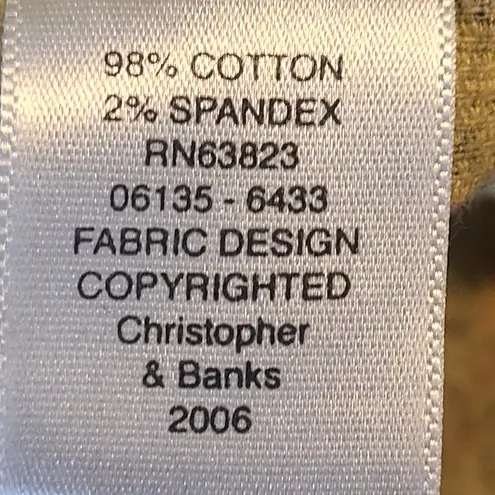 98% COTTON
2% SPANDEX
RN63823
06135 - 6433
FABRIC DESIGN
COPYRIGHTED
Christopher
& Banks
2006